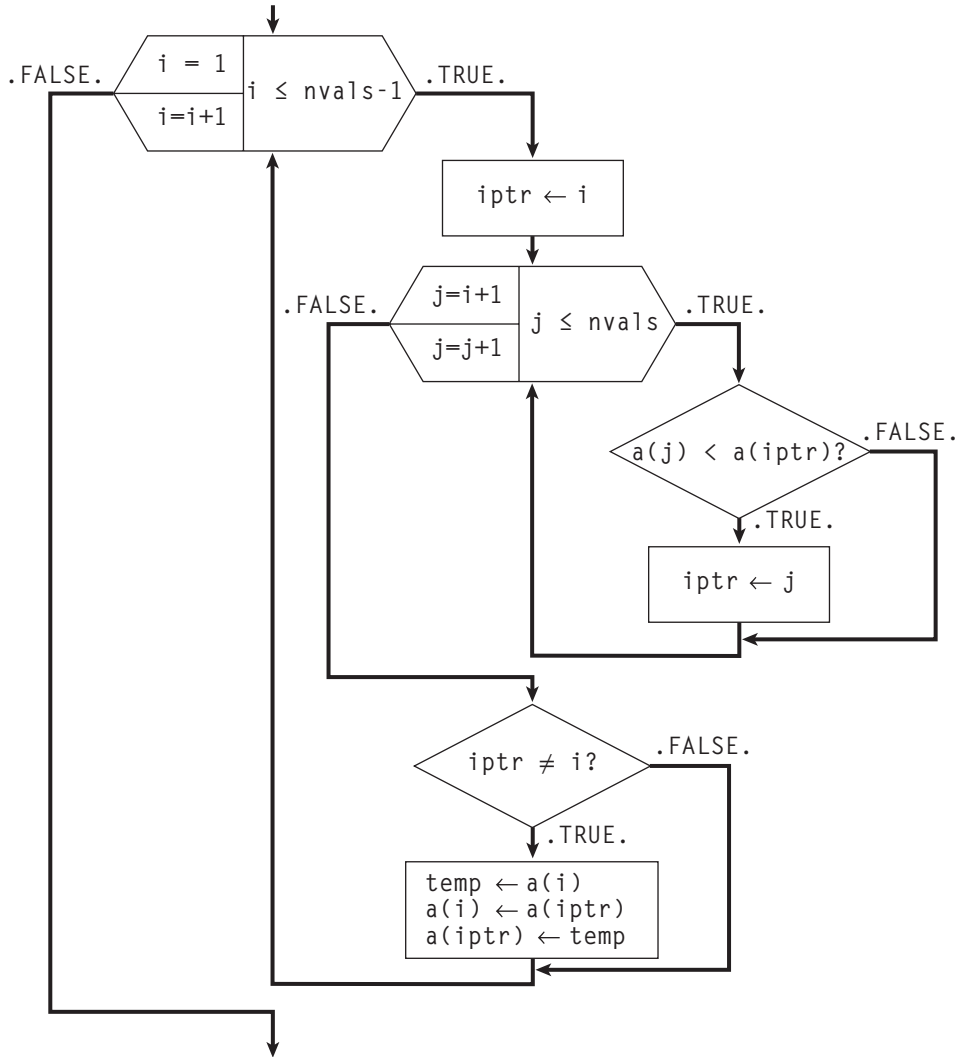 i = 1
.FALSE.
i ≤ nvals-1
.TRUE.
i=i+1
iptr ← i
j=i+1
.FALSE.
j ≤ nvals
.TRUE.
j=j+1
a(j) < a(iptr)?
.FALSE.
.TRUE.
iptr ← j
iptr ≠ i?
.FALSE.
.TRUE.
temp ← a(i)
a(i) ← a(iptr)
a(iptr) ← temp